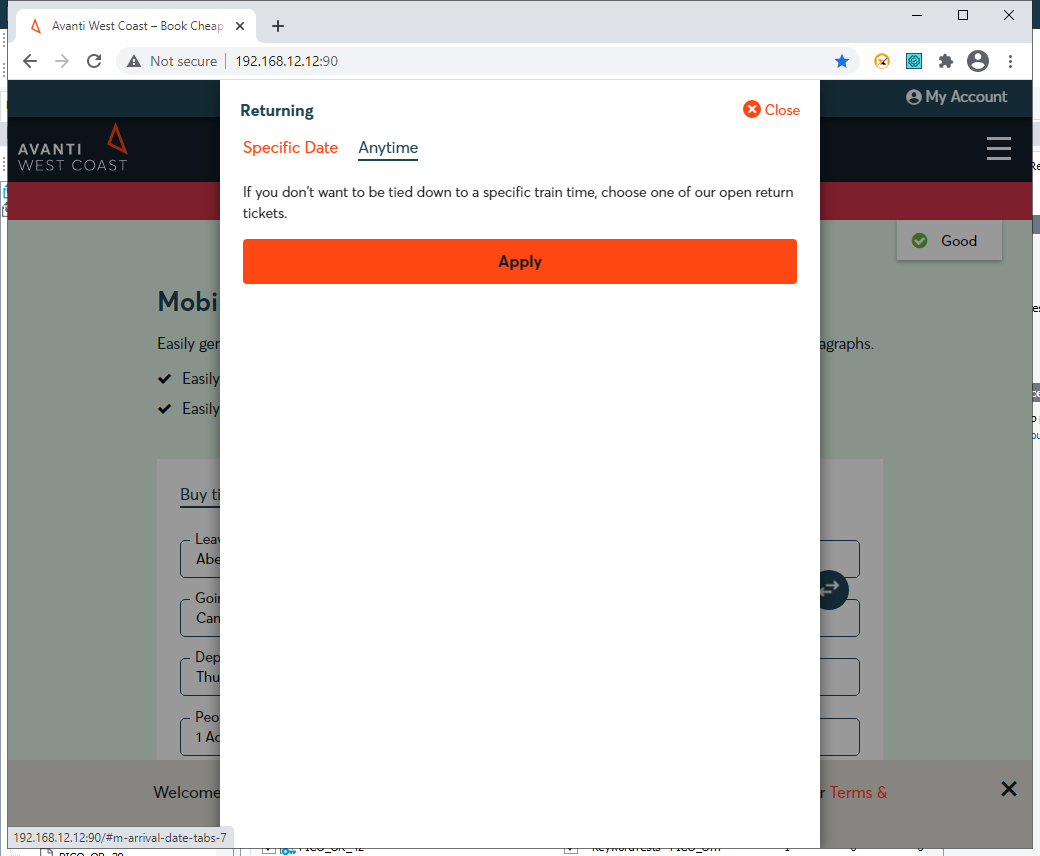 Avanti West Coast – Book Cheap
Not secure
192.168.12.12:90
My Account
AVANTI
WEST COAST
Returning
Close
Specific Date
Anytime
If you don't want to be tied down to a specific train time, choose one of our open return
tickets.
Apply
Good
Mobi
Easily ger
agraphs.
Easily
Easily
Buy ti
Leav
Abe
Goin
Can
Dep
Thu
Peo
1 Ac
Welcome
r Terms &
192.168.12.12:90/#m-arrival-date-tabs-7